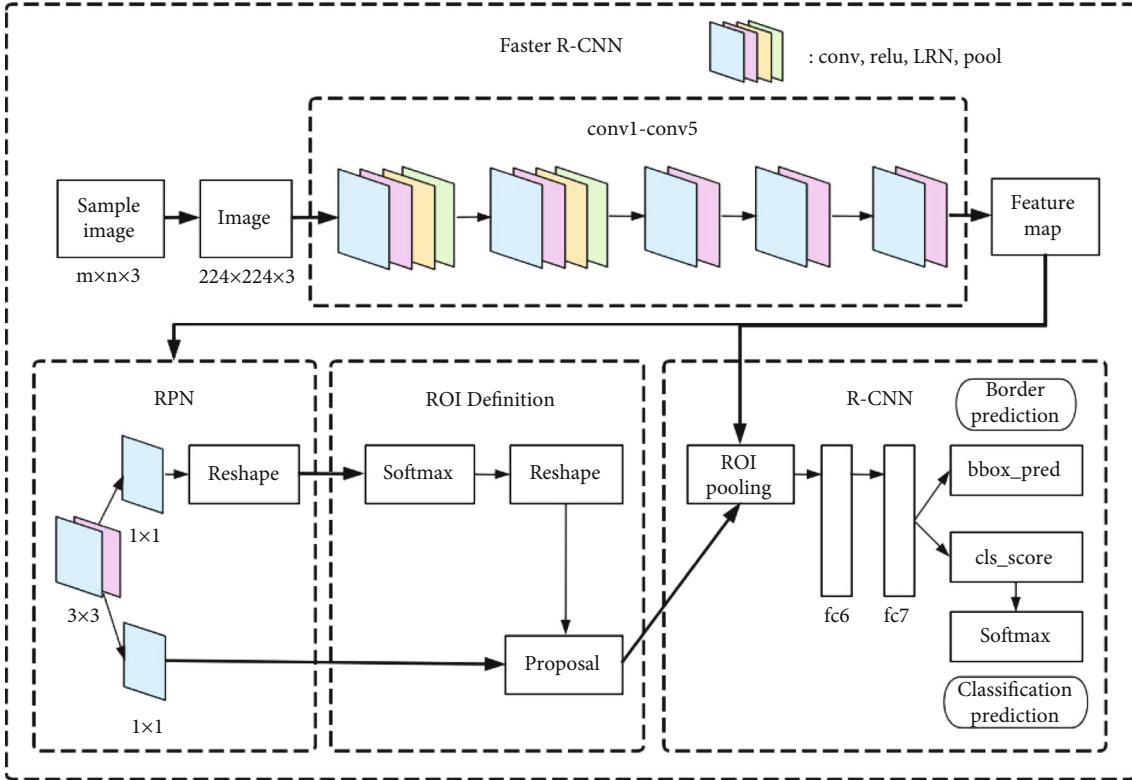 Faster R-CNN
: conv, relu, LRN, pool
conv1-conv5
Sample
image
m×n×3
Image
224×224×3
Feature
map
RPN
1×1
Reshape
3×3
1×1
ROI Definition
Softmax
Reshape
Proposal
R-CNN
ROI
pooling
fc6
fc7
Border
prediction
bbox_pred
cls_score
Softmax
Classification
prediction